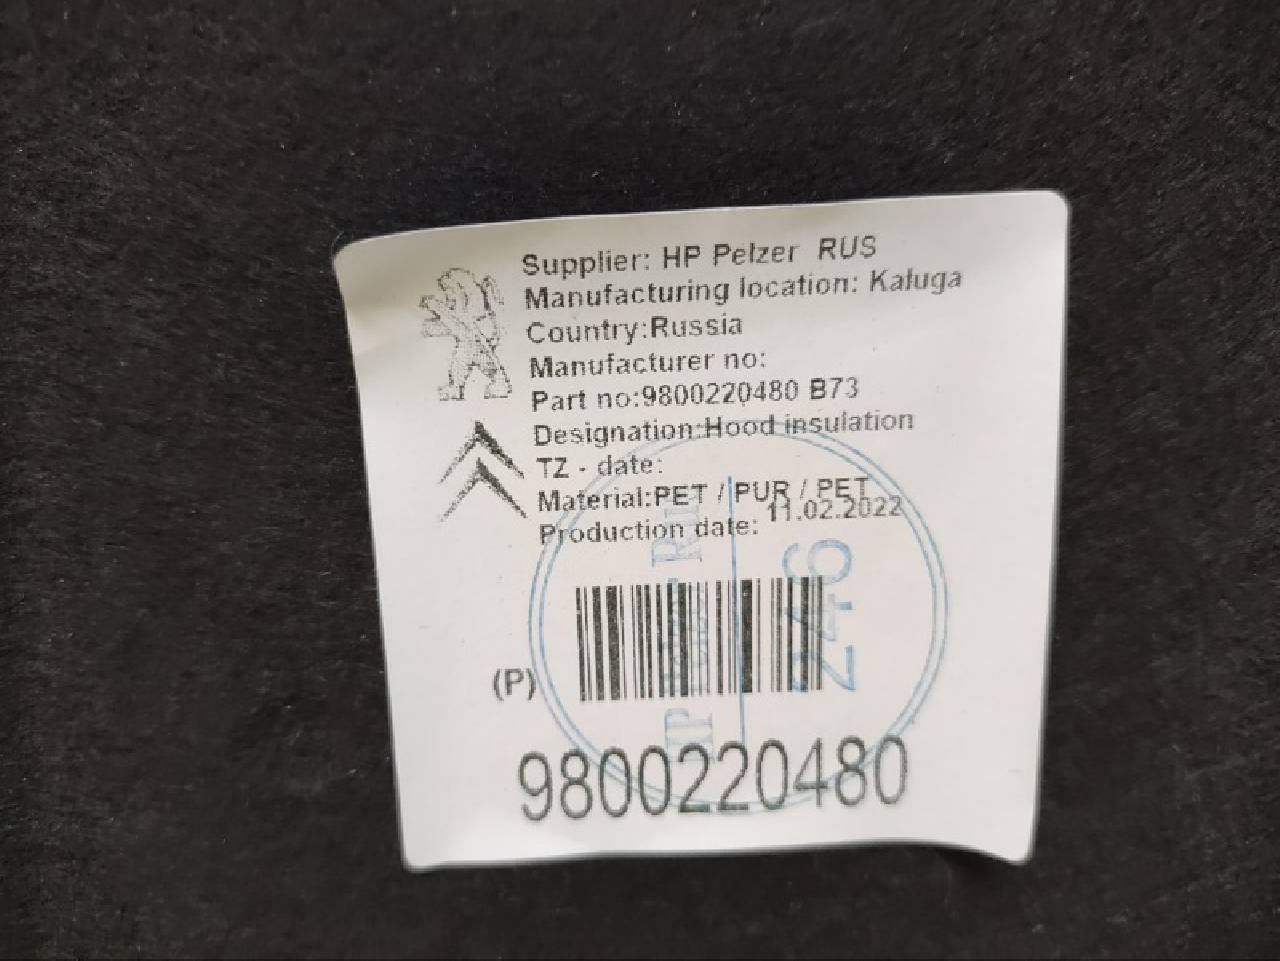 Supplier: HP Pelzer RUS
Manufacturing location: Kaluga
Country:Russia
Manufacturer no:
Part no:9800220480 B73
Designation:Hood insulation
TZ - date:
Material:PET / PUR / PET
Production date: 11.02.2022
(P)
9800220480
246